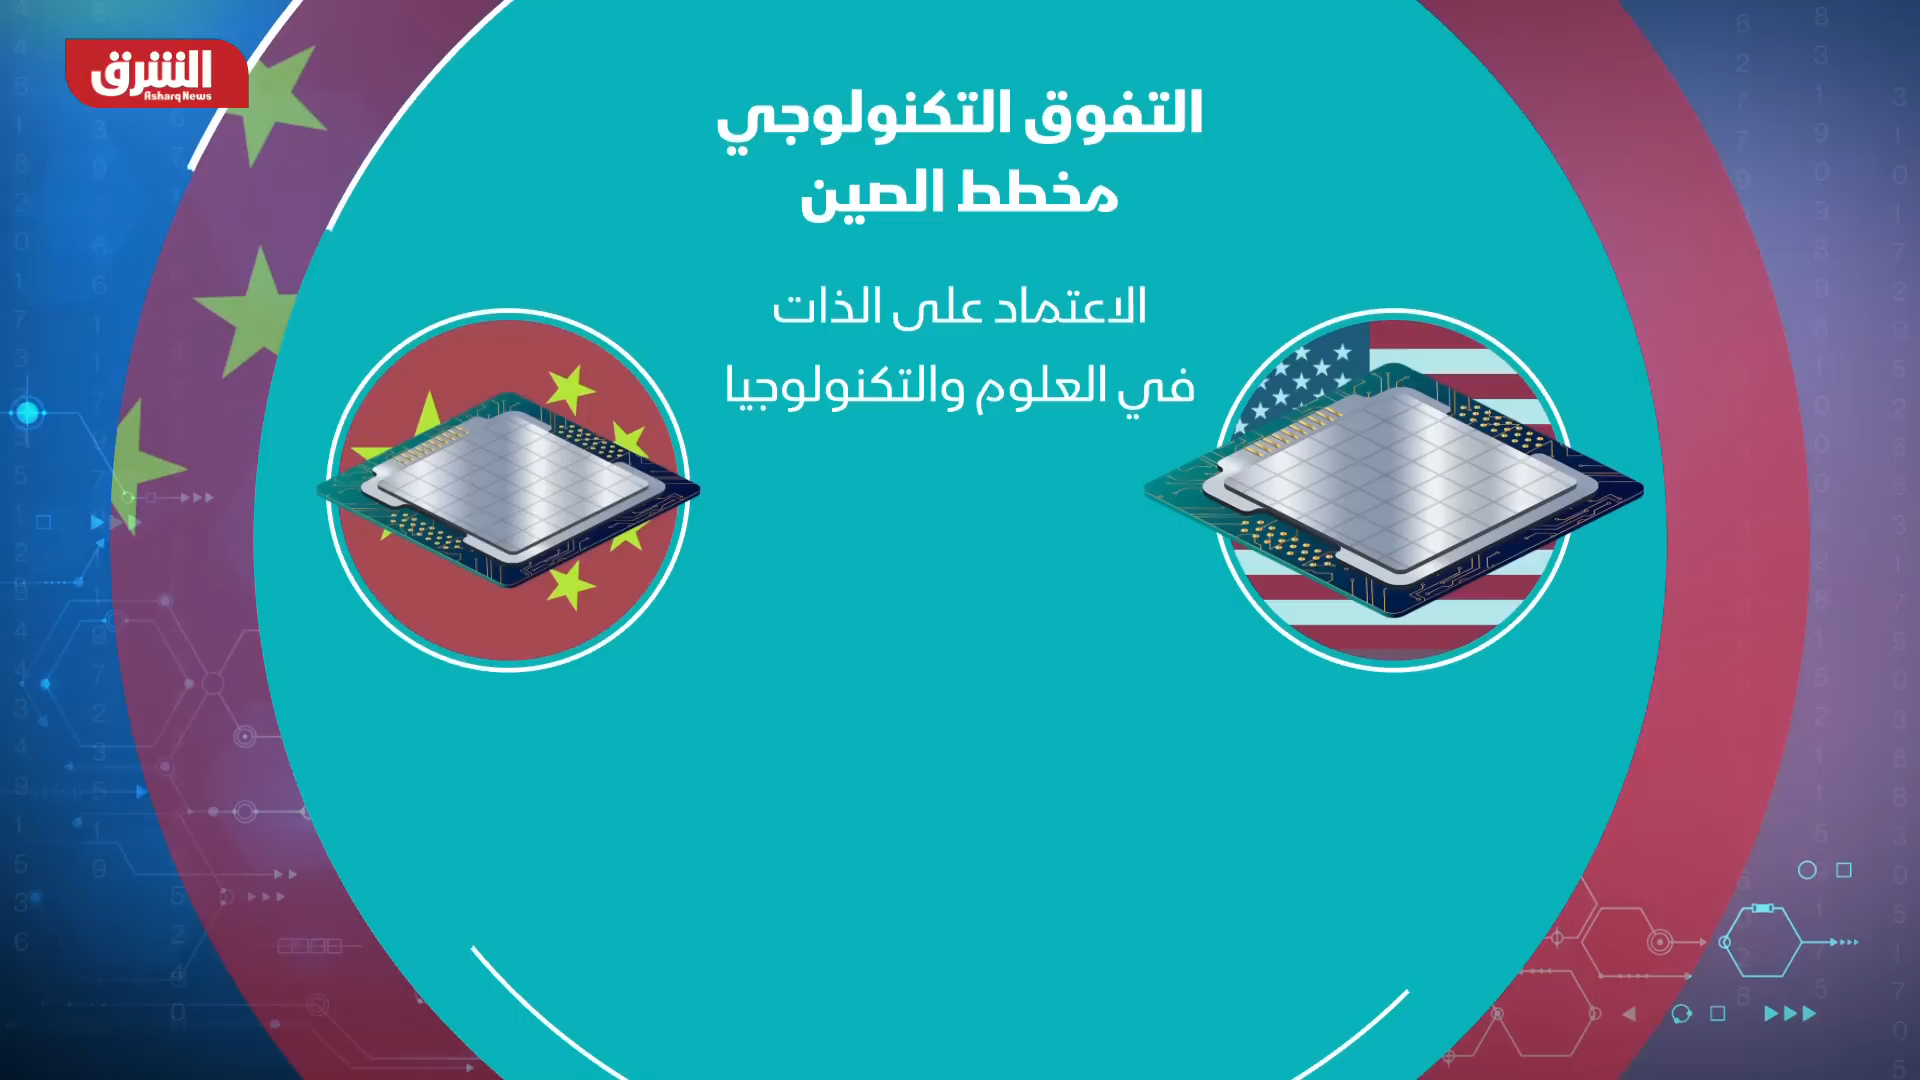 الشرق
Asharq News
التفوق التكنولوجي
مخطط الصين
الاعتماد على الذات
في العلوم والتكنولوجيا